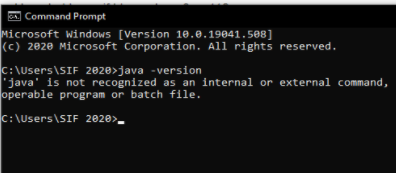 Command Prompt
Microsoft Windows [Version 10.0.19041.508]
(c) 2020 Microsoft Corporation. All rights reserved.
C:\Users\SIF 2020>java -version
'java' is not recognized as an internal or external command,
operable program or batch file.
C:\Users\SIF 2020>